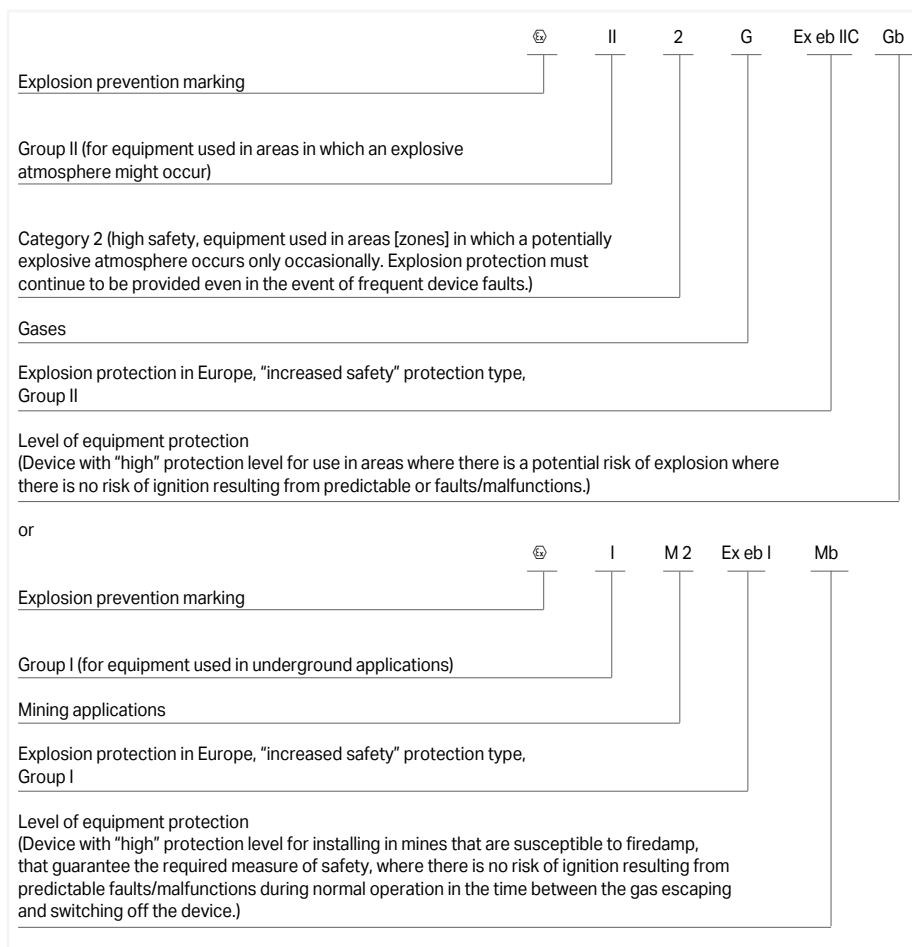 Ex II 2 G Ex eb IIC Gb
Explosion prevention marking
Group II (for equipment used in areas in which an explosive
atmosphere might occur)
Category 2 (high safety, equipment used in areas [zones] in which a potentially
explosive atmosphere occurs only occasionally. Explosion protection must
continue to be provided even in the event of frequent device faults.)
Gases
Explosion protection in Europe, “increased safety” protection type,
Group II
Level of equipment protection
(Device with “high” protection level for use in areas where there is a potential risk of explosion where
there is no risk of ignition resulting from predictable or faults/malfunctions.)
or
Ex I M 2 Ex eb I Mb
Explosion prevention marking
Group I (for equipment used in underground applications)
Mining applications
Explosion protection in Europe, “increased safety” protection type,
Group I
Level of equipment protection
(Device with “high” protection level for installing in mines that are susceptible to firedamp,
that guarantee the required measure of safety, where there is no risk of ignition resulting from
predictable faults/malfunctions during normal operation in the time between the gas escaping
and switching off the device.)